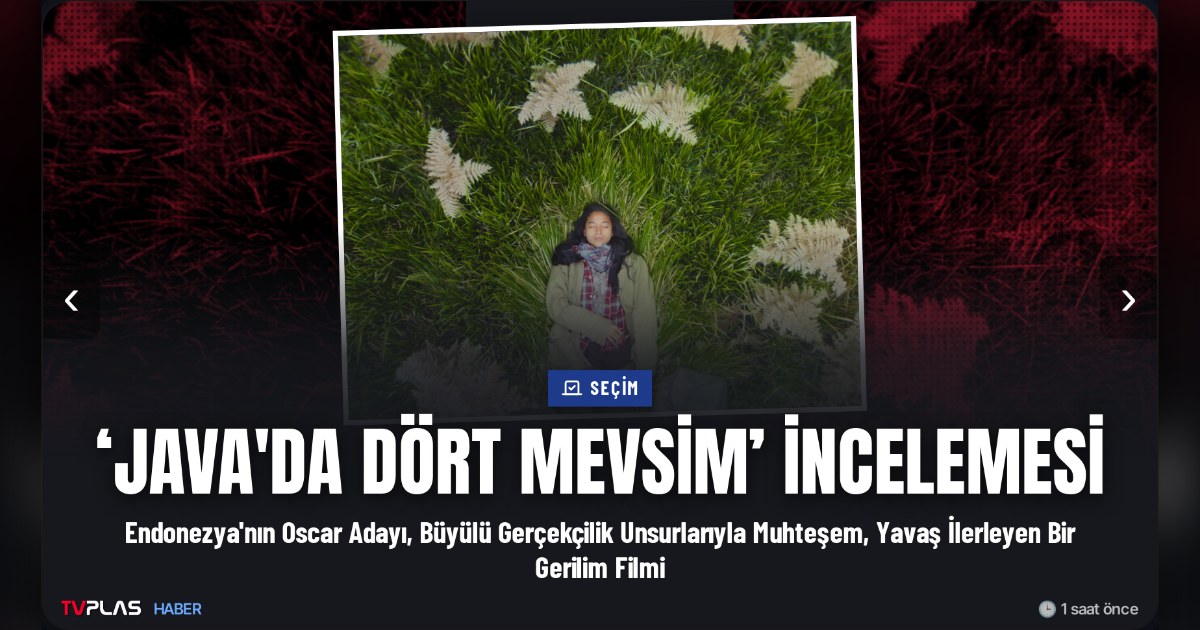 SEÇİM
‘JAVA'DA DÖRT MEVSİM’ İNCELEMESİ
Endonezya'nın Oscar Adayı, Büyülü Gerçekçilik Unsurlarıyla Muhteşem, Yavaş İlerleyen Bir
Gerilim Filmi
TVPLAS HABER
1 saat önce